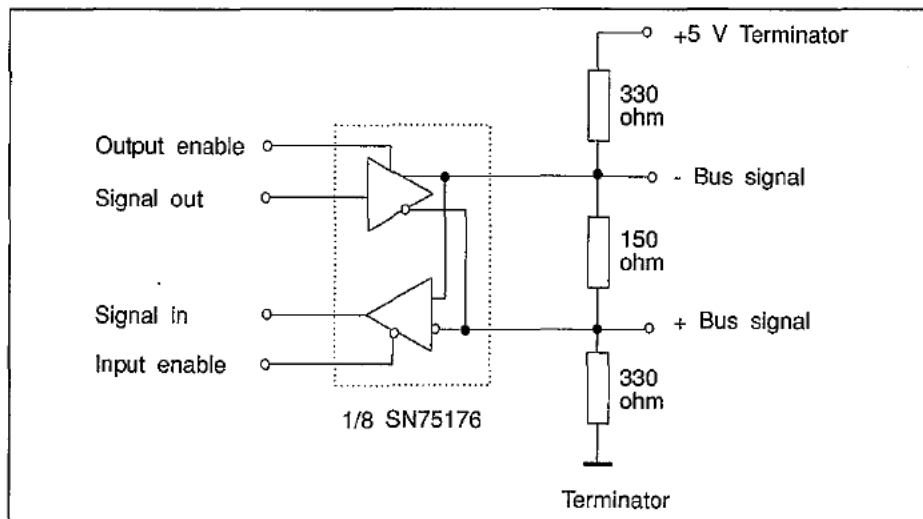 +5 V Terminator
330
ohm
Output enable
- Bus signal
Signal out
150
ohm
Signal in
+ Bus signal
Input enable
330
ohm
1/8 SN75176
Terminator